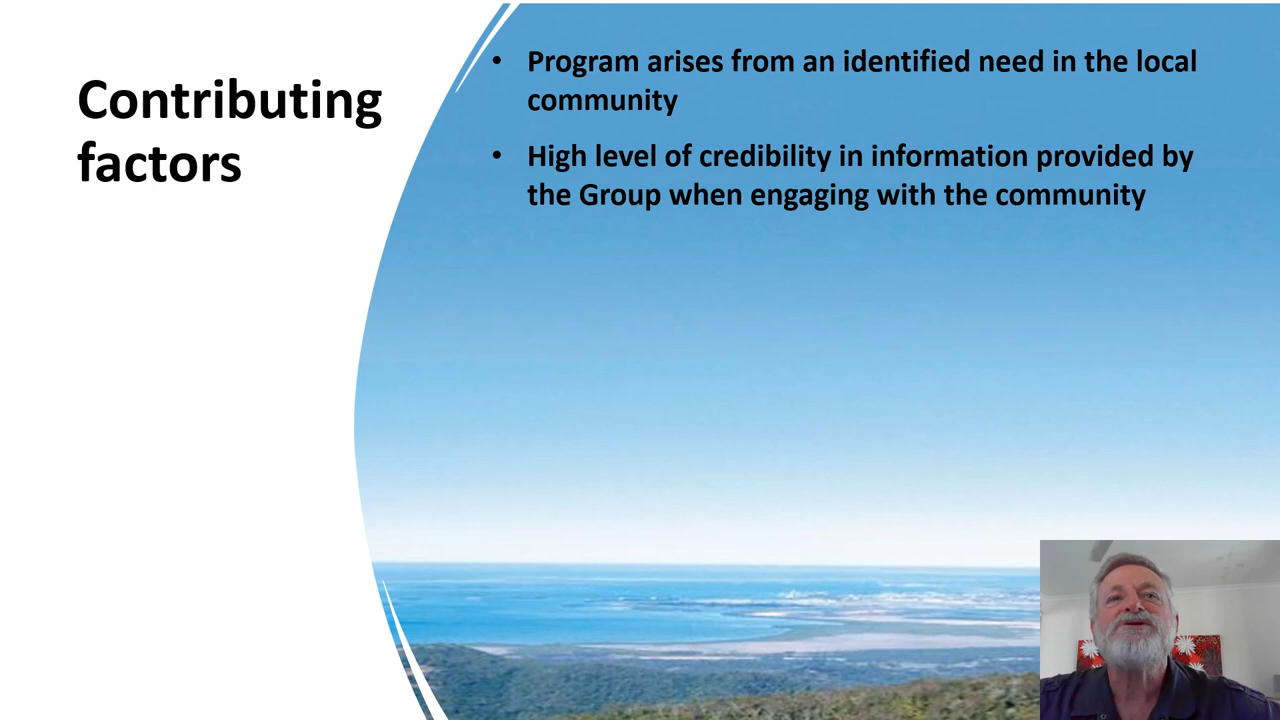 Contributing
factors
• Program arises from an identified need in the local
community
• High level of credibility in information provided by
the Group when engaging with the community